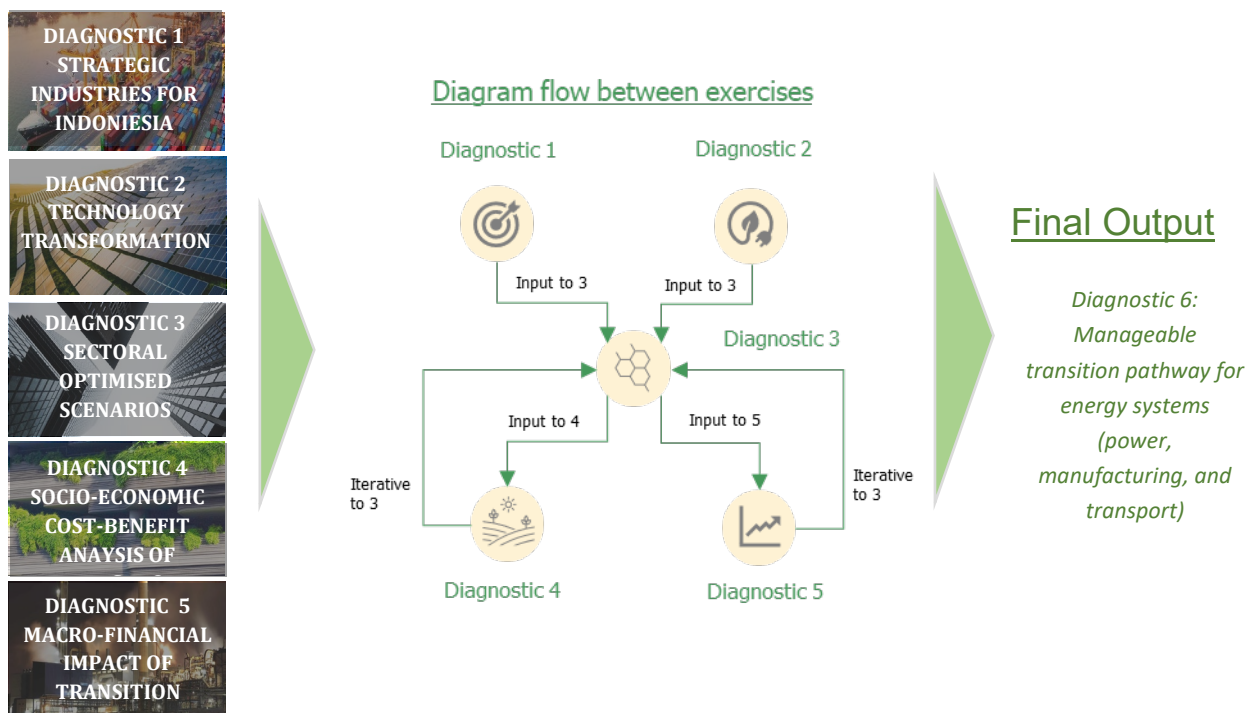 DIAGNOSTIC 1
STRATEGIC
INDUSTRIES FOR
INDONIESIA
DIAGNOSTIC 2
TECHNOLOGY
TRANSFORMATION
DIAGNOSTIC 3
SECTORAL
OPTIMISED
SCENARIOS
DIAGNOSTIC 4
SOCIO-ECONOMIC
COST-BENEFIT
ANAYSIS OF
DIAGNOSTIC 5
MACRO-FINANCIAL
IMPACT OF
TRANSITION
Diagram flow between exercises
Diagnostic 1
Diagnostic 2
Input to 3
Input to 3
Diagnostic 3
Input to 4
Input to 5
Iterative
to 3
Iterative
to 3
Diagnostic 4
Diagnostic 5
Final Output
Diagnostic 6:
Manageable
transition pathway for
energy systems
(power,
manufacturing, and
transport)